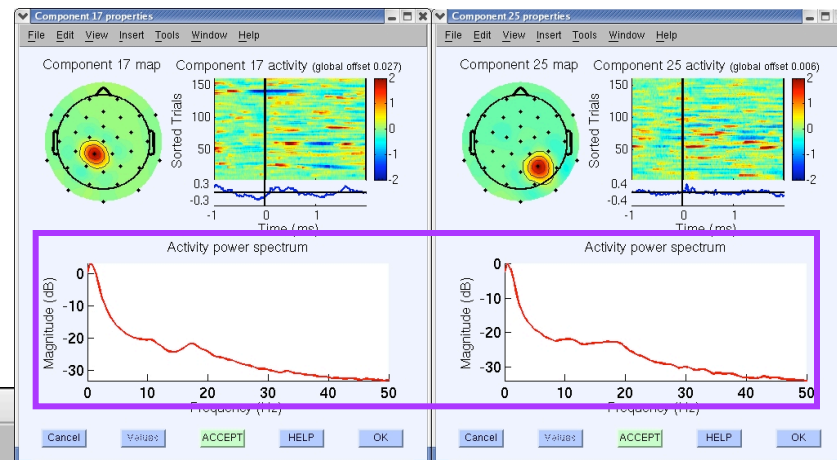 Component 17 properties
File Edit View Insert Tools Window Help
Component 17 map
Component 17 activity (global offset 0.027)
Sorted Trials
150
100
50
2
1
0
-1
-2
0.3
-0.3
-1 0 1
Time (ms)
Activity power spectrum
Magnitude (dB)
0
-10
-20
-30
0 10 20 30 40 50
Frequency (Hz)
Cancel Values ACCEPT HELP OK
Component 25 properties
File Edit View Insert Tools Window Help
Component 25 map
Component 25 activity (global offset 0.006)
Sorted Trials
150
100
50
2
1
0
-1
-2
0.4
-0.4
-1 0 1
Time (ms)
Activity power spectrum
Magnitude (dB)
0
-10
-20
-30
0 10 20 30 40 50
Frequency (Hz)
Cancel Values ACCEPT HELP OK